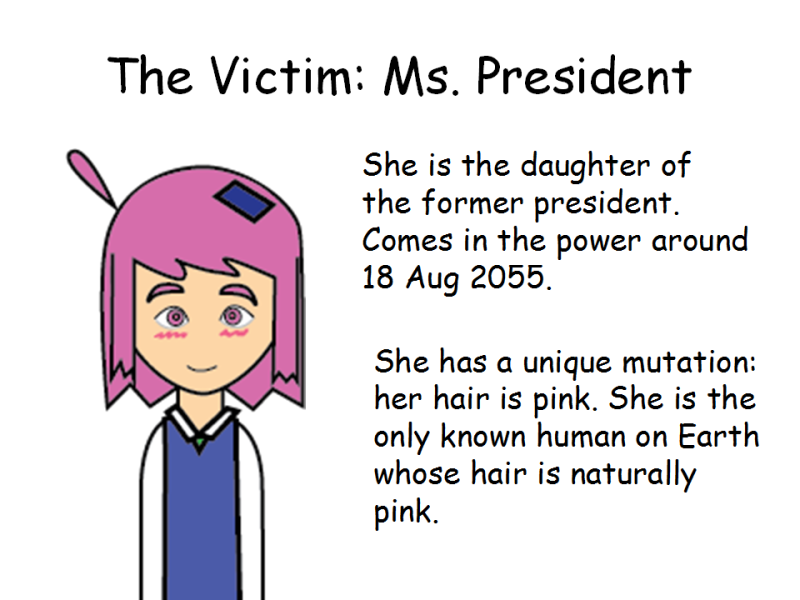 The Victim: Ms. President
She is the daughter of
the former president.
Comes in the power around
18 Aug 2055.
She has a unique mutation:
her hair is pink. She is the
only known human on Earth
whose hair is naturally
pink.